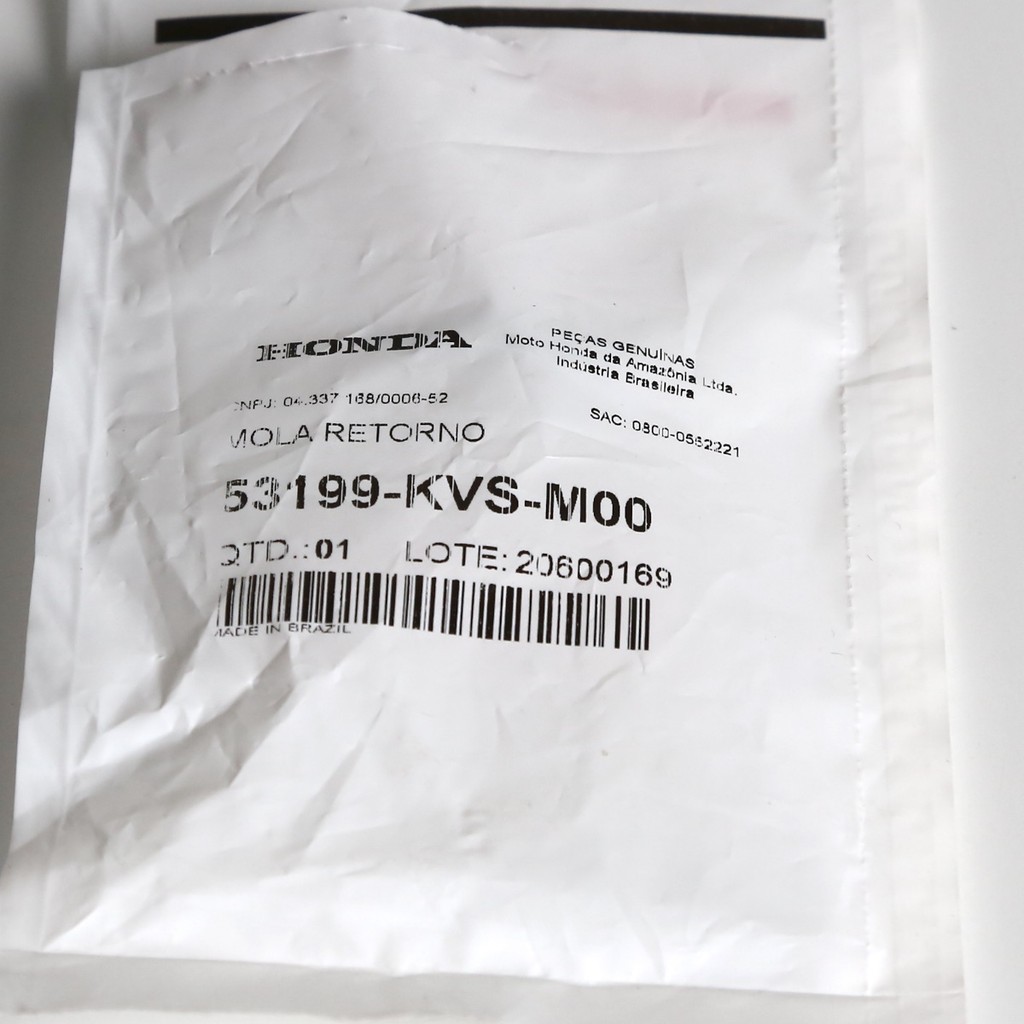 HONDA
PEÇAS GENUÍNAS
Moto Honda da Amazônia Ltda.
Indústria Brasileira
CNPJ: 04.337 168/0006-52
SAC: 0800-0562221
MOLA RETORNO
53199-KVS-M00
QTD.:01 LOTE: 20600169
MADE IN BRAZIL